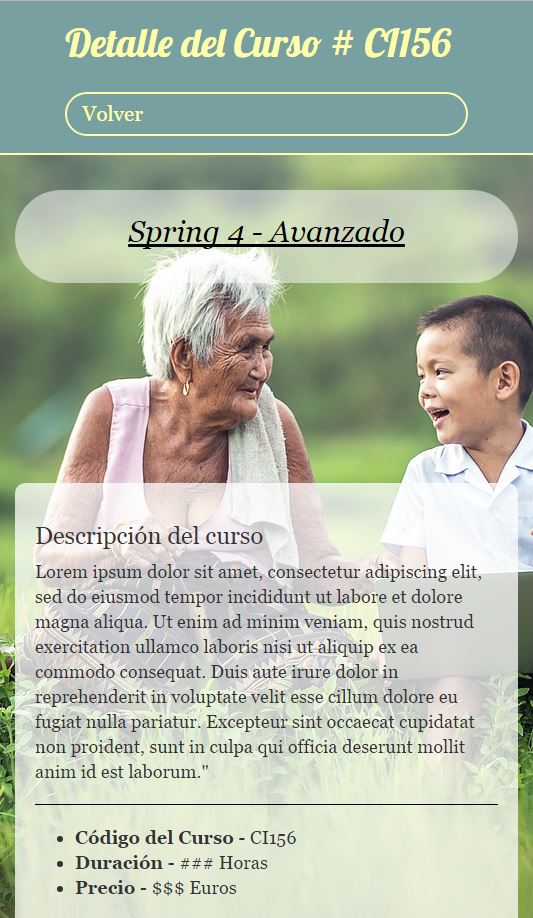 Detalle del Curso # CI156
Volver
Spring 4 - Avanzado
Descripción del curso
Lorem ipsum dolor sit amet, consectetur adipiscing elit,
sed do eiusmod tempor incididunt ut labore et dolore
magna aliqua. Ut enim ad minim veniam, quis nostrud
exercitation ullamco laboris nisi ut aliquip ex ea
commodo consequat. Duis aute irure dolor in
reprehenderit in voluptate velit esse cillum dolore eu
fugiat nulla pariatur. Excepteur sint occaecat cupidatat
non proident, sunt in culpa qui officia deserunt mollit
anim id est laborum."
• Código del Curso - CI156
• Duración - ### Horas
• Precio - $$$ Euros